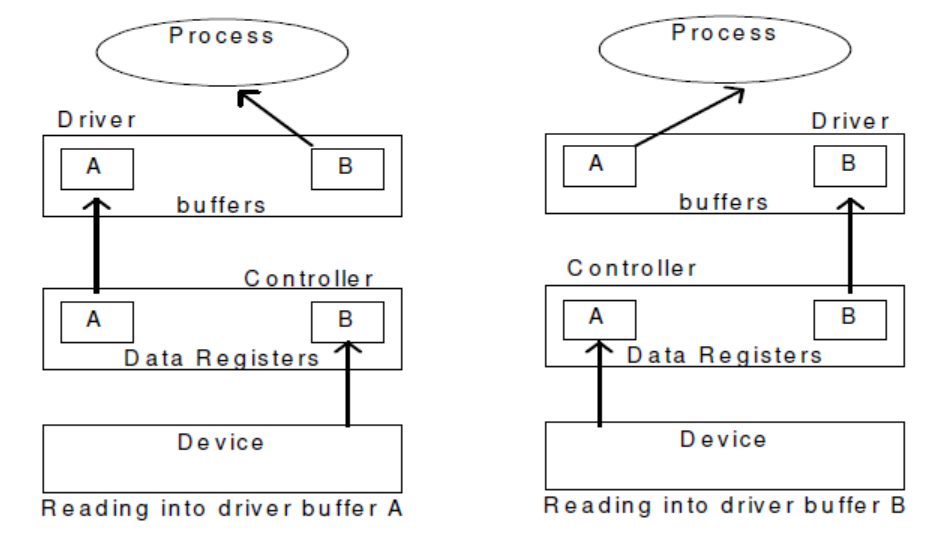 Process
Driver
A
B
buffers
Controller
A
B
Data Registers
Device
Reading into driver buffer A
Process
Driver
A
B
buffers
Controller
A
B
Data Registers
Device
Reading into driver buffer B